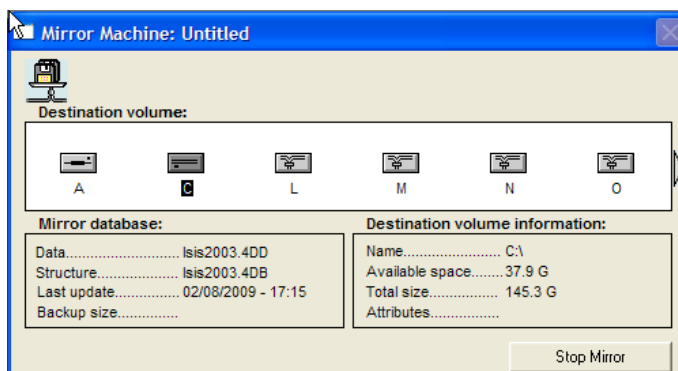 Mirror Machine: Untitled
Destination volume:
A C L M N O
Mirror database:
Data............................ Isis2003.4DD
Structure..................... Isis2003.4DB
Last update................ 02/08/2009 - 17:15
Backup size...............
Destination volume information:
Name........................ C:\
Available space........ 37.9 G
Total size................. 145.3 G
Attributes.................
Stop Mirror